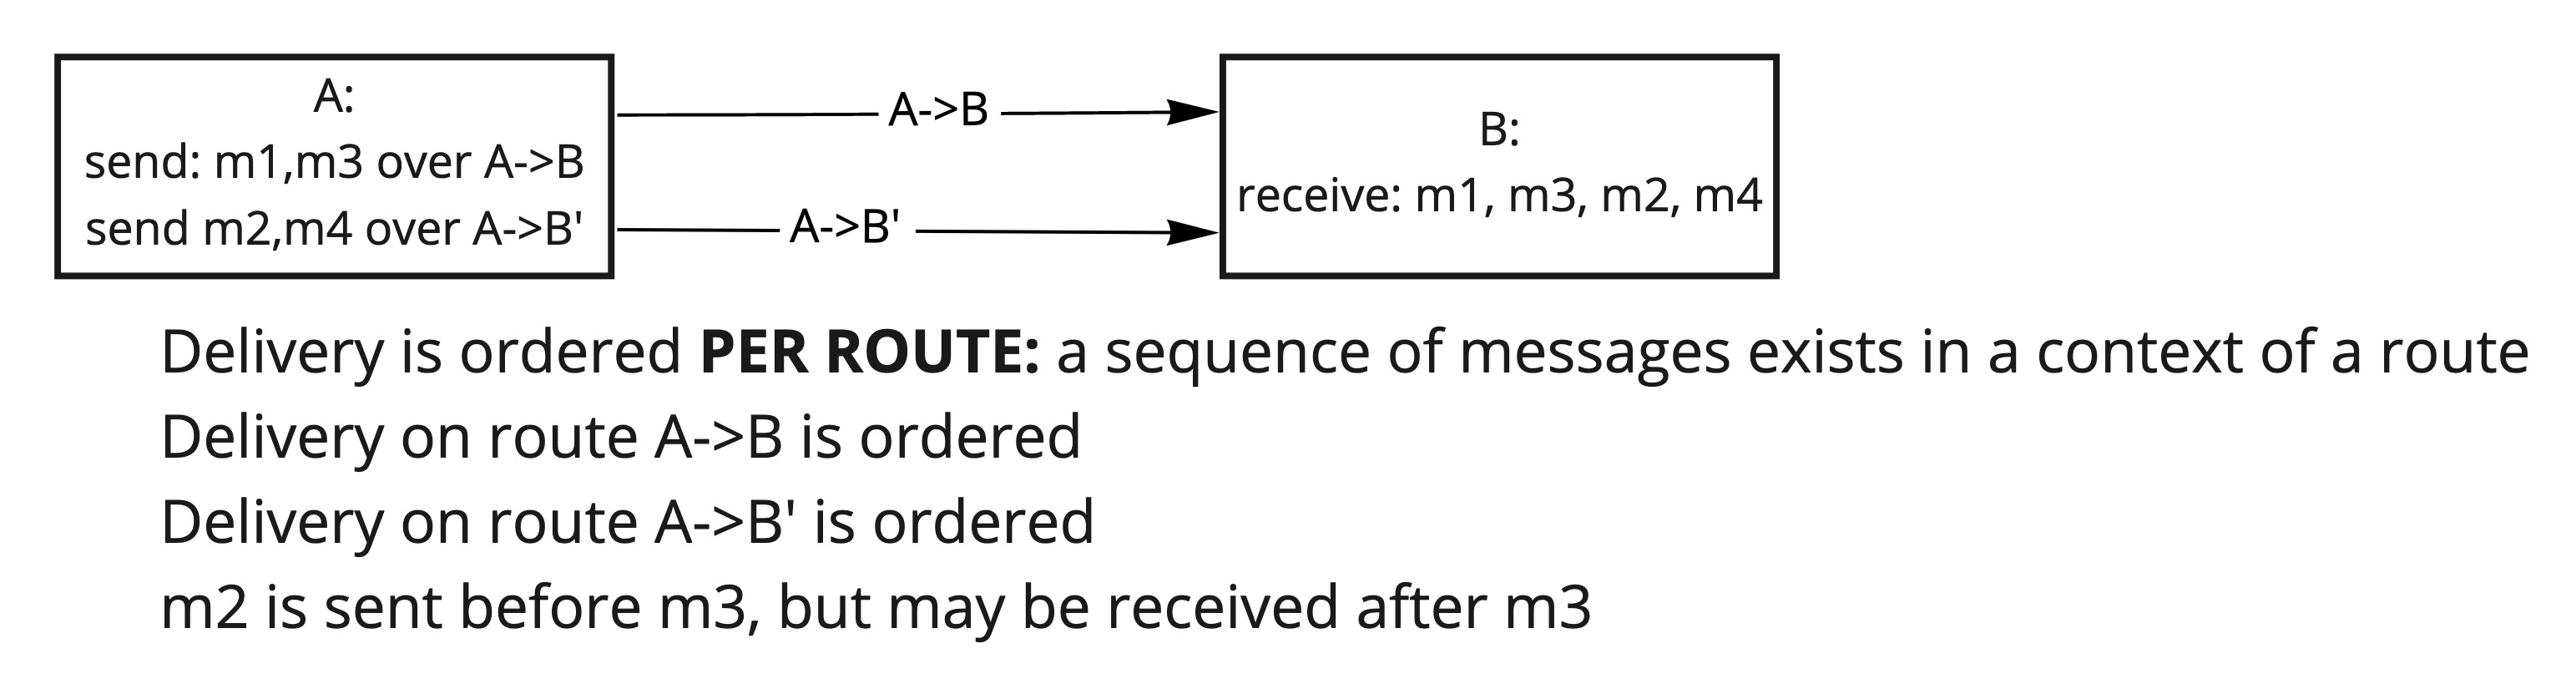 A:
send: m1,m3 over A->B
send m2,m4 over A->B'
A->B
A->B'
B:
receive: m1, m3, m2, m4
Delivery is ordered PER ROUTE: a sequence of messages exists in a context of a route
Delivery on route A->B is ordered
Delivery on route A->B' is ordered
m2 is sent before m3, but may be received after m3